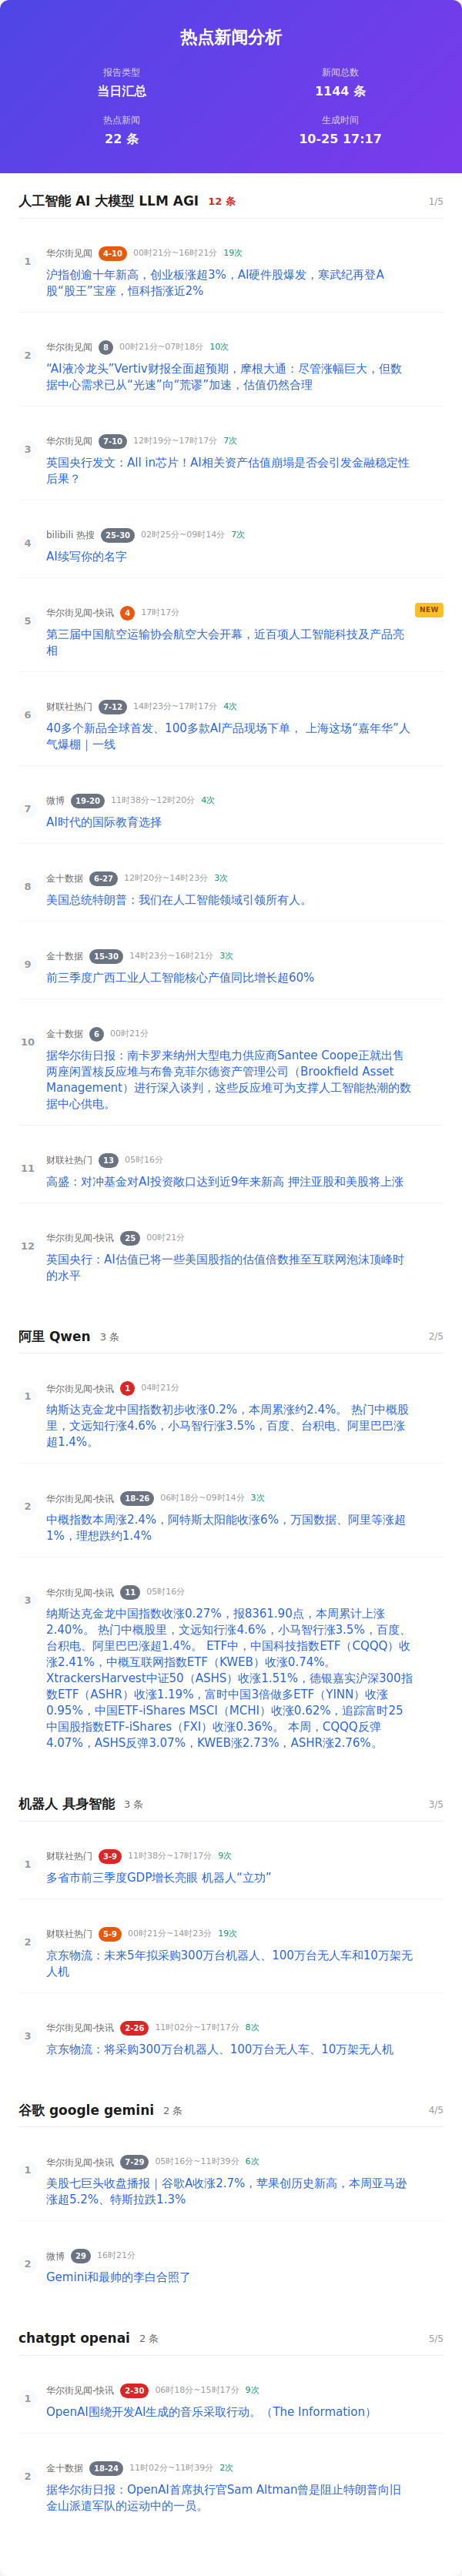 热点新闻分析
报告类型
当日汇总
新闻总数
1144 条
热点新闻
22 条
生成时间
10-25 17:17
人工智能 AI 大模型 LLM AGI 12 条 1/5
1
华尔街见闻 4-10 00时21分~16时21分 19次
沪指创逾十年新高，创业板涨超3%，AI硬件股爆发，寒武纪再登A
股“股王”宝座，恒科指涨近2%
2
华尔街见闻 8 00时21分~07时18分 10次
“AI液冷龙头”Vertiv财报全面超预期，摩根大通：尽管涨幅巨大，但数
据中心需求已从“光速”向“荒谬”加速，估值仍然合理
3
华尔街见闻 7-10 12时19分~17时17分 7次
英国央行发文：All in芯片！AI相关资产估值崩塌是否会引发金融稳定性
后果？
4
bilibili 热搜 25-30 02时25分~09时14分 7次
AI续写你的名字
5
华尔街见闻-快讯 4 17时17分 NEW
第三届中国航空运输协会航空大会开幕，近百项人工智能科技及产品亮
相
6
财联社热门 7-12 14时23分~17时17分 4次
40多个新品全球首发、100多款AI产品现场下单， 上海这场“嘉年华”人
气爆棚｜一线
7
微博 19-20 11时38分~12时20分 4次
AI时代的国际教育选择
8
金十数据 6-27 12时20分~14时23分 3次
美国总统特朗普：我们在人工智能领域引领所有人。
9
金十数据 15-30 14时23分~16时21分 3次
前三季度广西工业人工智能核心产值同比增长超60%
10
金十数据 6 00时21分
据华尔街日报：南卡罗来纳州大型电力供应商Santee Coope正就出售
两座闲置核反应堆与布鲁克菲尔德资产管理公司（Brookfield Asset
Management）进行深入谈判，这些反应堆可为支撑人工智能热潮的数
据中心供电。
11
财联社热门 13 05时16分
高盛：对冲基金对AI投资敞口达到近9年来新高 押注亚股和美股将上涨
12
华尔街见闻-快讯 25 00时21分
英国央行：AI估值已将一些美国股指的估值倍数推至互联网泡沫顶峰时
的水平
阿里 Qwen 3 条 2/5
1
华尔街见闻-快讯 1 04时21分
纳斯达克金龙中国指数初步收涨0.2%，本周累涨约2.4%。 热门中概股
里，文远知行涨4.6%，小马智行涨3.5%，百度、台积电、阿里巴巴涨
超1.4%。
2
华尔街见闻-快讯 18-26 06时18分~09时14分 3次
中概指数本周涨2.4%，阿特斯太阳能收涨6%，万国数据、阿里等涨超
1%，理想跌约1.4%
3
华尔街见闻-快讯 11 05时16分
纳斯达克金龙中国指数收涨0.27%，报8361.90点，本周累计上涨
2.40%。 热门中概股里，文远知行涨4.6%，小马智行涨3.5%，百度、
台积电、阿里巴巴涨超1.4%。 ETF中，中国科技指数ETF（CQQQ）收
涨2.41%，中概互联网指数ETF（KWEB）收涨0.74%。
XtrackersHarvest中证50（ASHS）收涨1.51%，德银嘉实沪深300指
数ETF（ASHR）收涨1.19%，富时中国3倍做多ETF（YINN）收涨
0.95%，中国ETF-iShares MSCI（MCHI）收涨0.62%，追踪富时25
中国股指数ETF-iShares（FXI）收涨0.36%。 本周，CQQQ反弹
4.07%，ASHS反弹3.07%，KWEB涨2.73%，ASHR涨2.76%。
机器人 具身智能 3 条 3/5
1
财联社热门 3-9 11时38分~17时17分 9次
多省市前三季度GDP增长亮眼 机器人“立功”
2
财联社热门 5-9 00时21分~14时23分 19次
京东物流：未来5年拟采购300万台机器人、100万台无人车和10万架无
人机
3
华尔街见闻-快讯 2-26 11时02分~17时17分 8次
京东物流：将采购300万台机器人、100万台无人车、10万架无人机
谷歌 google gemini 2 条 4/5
1
华尔街见闻-快讯 7-29 05时16分~11时39分 6次
美股七巨头收盘播报｜谷歌A收涨2.7%，苹果创历史新高，本周亚马逊
涨超5.2%、特斯拉跌1.3%
2
微博 29 16时21分
Gemini和最帅的李白合照了
chatgpt openai 2 条 5/5
1
华尔街见闻-快讯 2-30 06时18分~15时17分 9次
OpenAI围绕开发AI生成的音乐采取行动。（The Information）
2
金十数据 18-24 11时02分~11时39分 2次
据华尔街日报：OpenAI首席执行官Sam Altman曾是阻止特朗普向旧
金山派遣军队的运动中的一员。